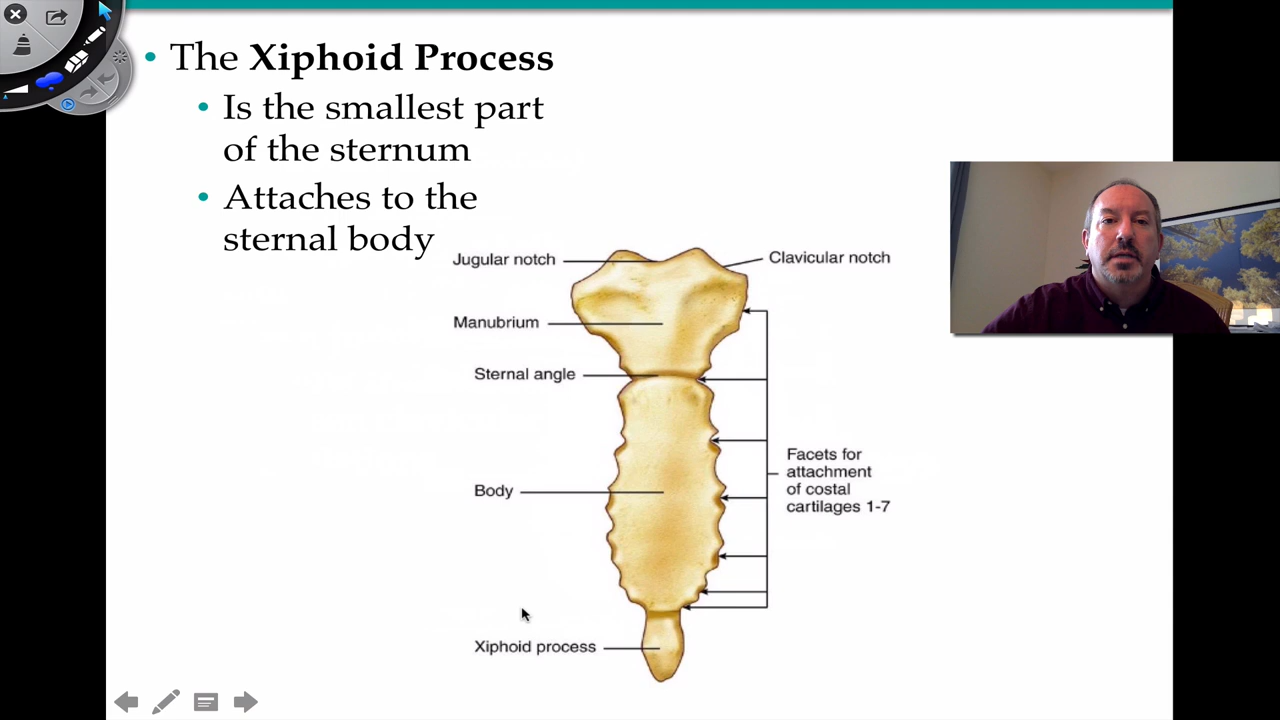 • The Xiphoid Process
• Is the smallest part
of the sternum
• Attaches to the
sternal body
Jugular notch
Clavicular notch
Manubrium
Sternal angle
Facets for
attachment
of costal
cartilages 1-7
Body
Xiphoid process